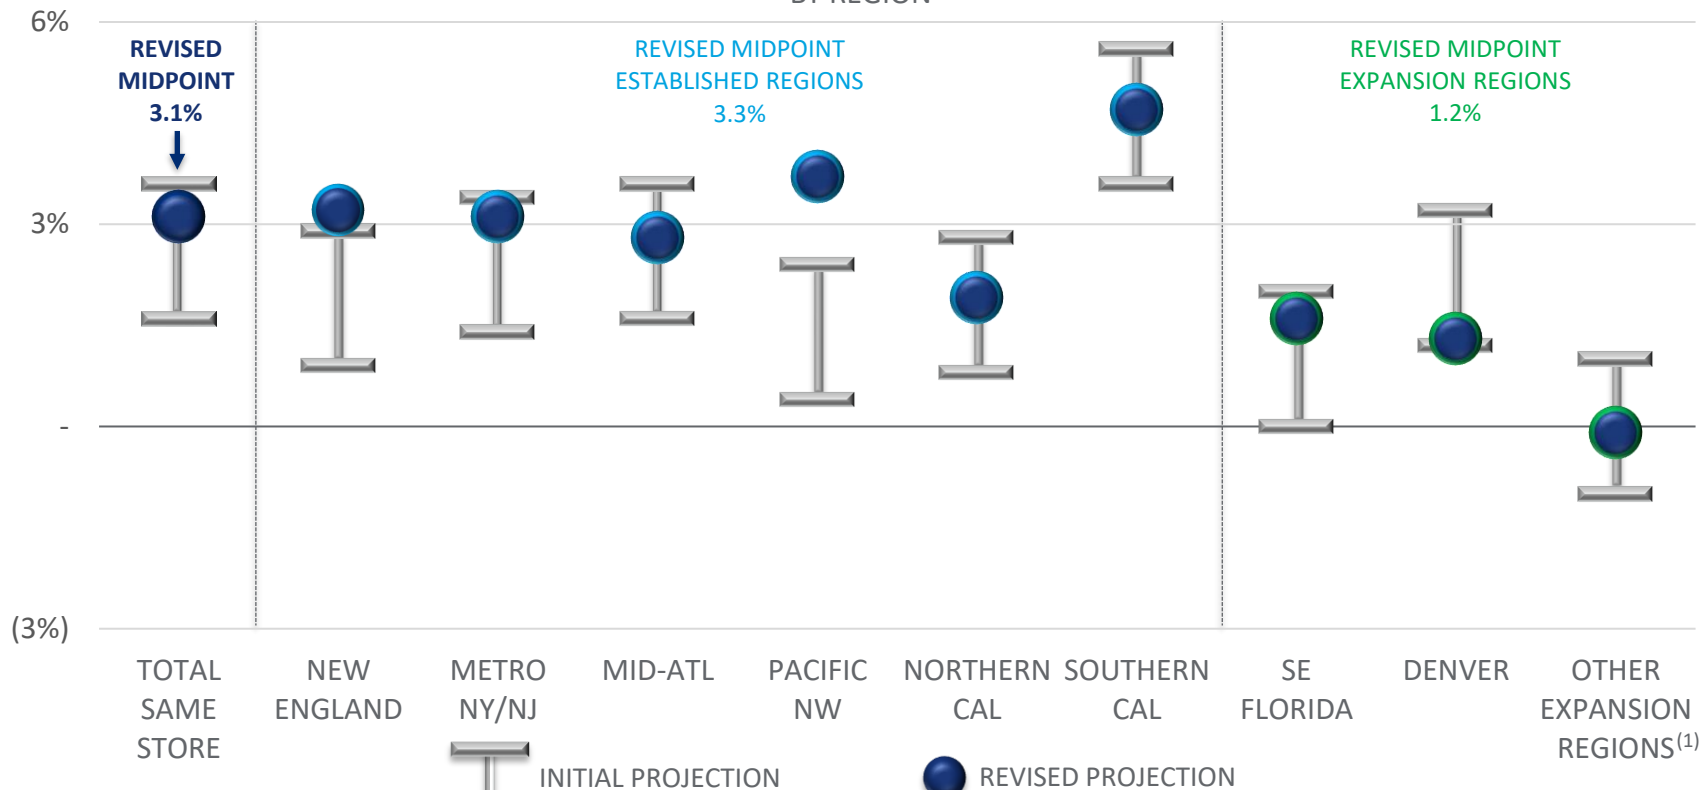 BY REGION
6%
REVISED
MIDPOINT
3.1%
REVISED MIDPOINT
ESTABLISHED REGIONS
3.3%
REVISED MIDPOINT
EXPANSION REGIONS
1.2%
3%
-
(3%)
TOTAL
SAME
STORE
NEW
ENGLAND
METRO
NY/NJ
MID-ATL
PACIFIC
NW
NORTHERN
CAL
SOUTHERN
CAL
SE
FLORIDA
DENVER
OTHER
EXPANSION
REGIONS(1)
INITIAL PROJECTION
REVISED PROJECTION